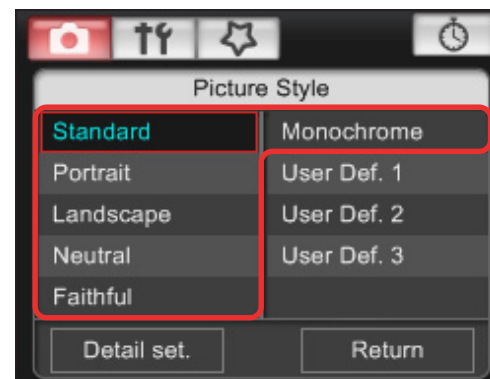 Picture Style
Standard
Monochrome
Portrait
User Def. 1
Landscape
User Def. 2
Neutral
User Def. 3
Faithful
Detail set.
Return